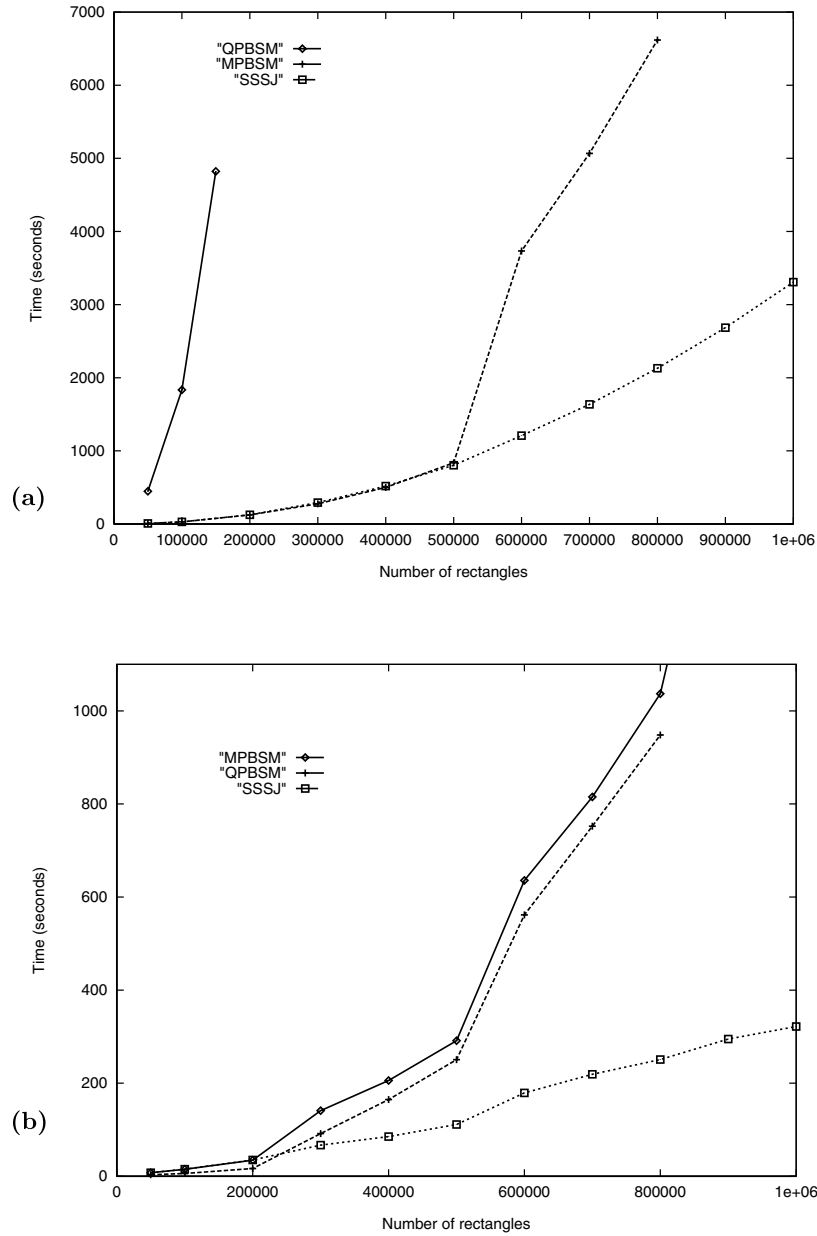 7000
"QPBSM"
"MPBSM"
"SSSJ"
6000
5000
4000
3000
2000
1000
0
Time (seconds)
(a)
0 100000 200000 300000 400000 500000 600000 700000 800000 900000 1e+06
Number of rectangles
1000
"MPBSM"
"QPBSM"
"SSSJ"
800
600
400
200
0
Time (seconds)
(b)
0 200000 400000 600000 800000 1e+06
Number of rectangles